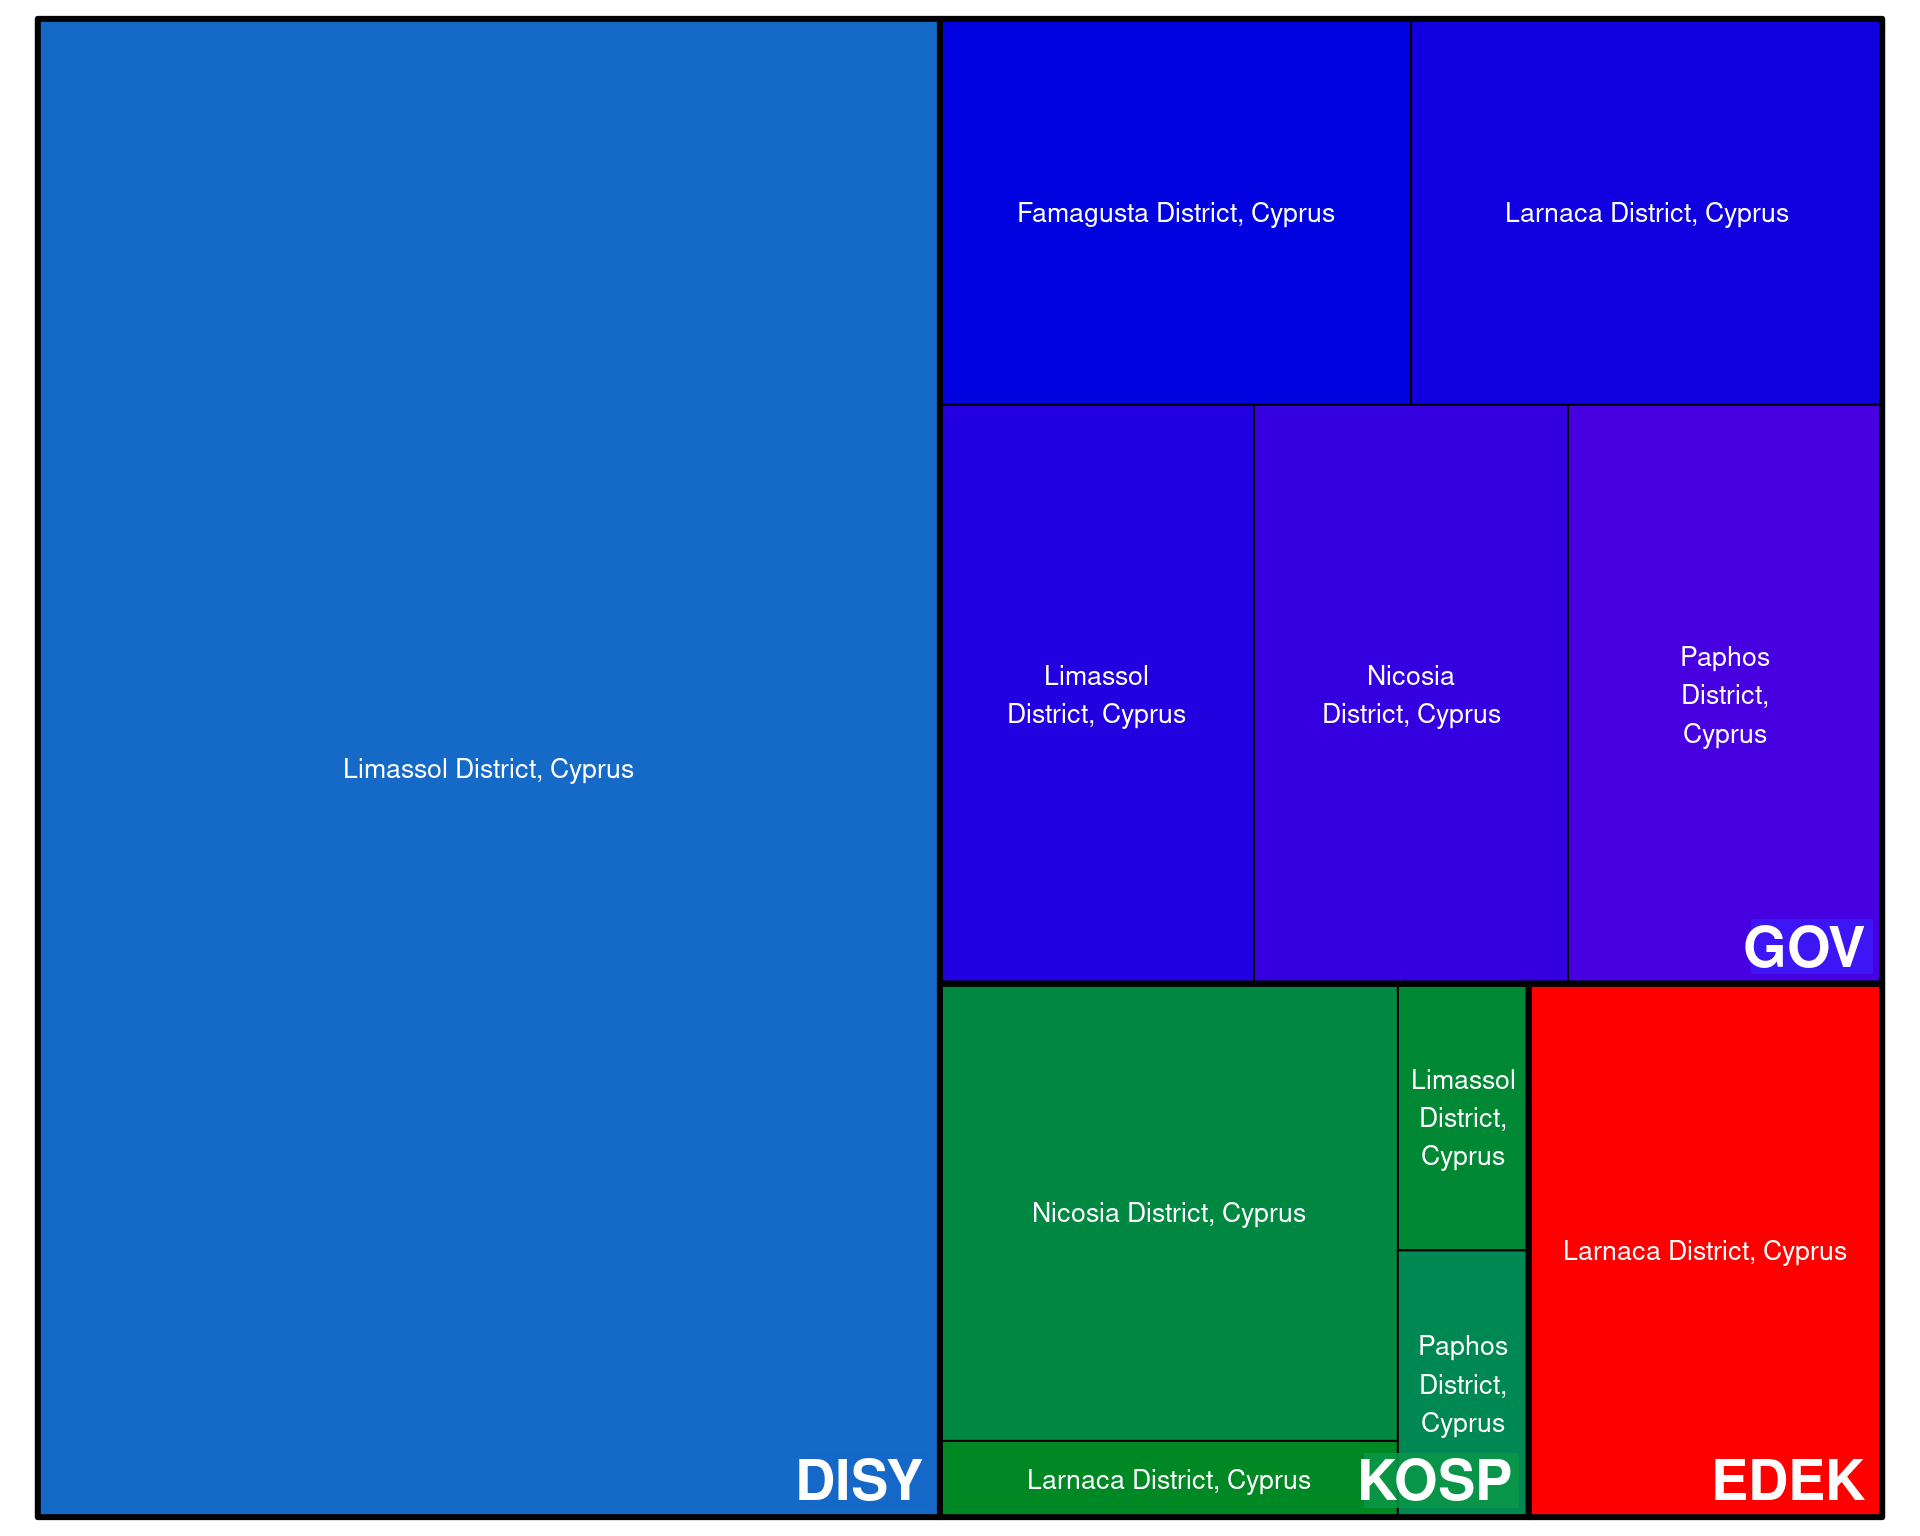 Limassol District, Cyprus
DISY
Famagusta District, Cyprus
Larnaca District, Cyprus
Limassol
District, Cyprus
Nicosia
District, Cyprus
Paphos
District,
Cyprus
GOV
Nicosia District, Cyprus
Limassol
District,
Cyprus
Paphos
District,
Cyprus
Larnaca District, Cyprus
KOSP
Larnaca District, Cyprus
EDEK